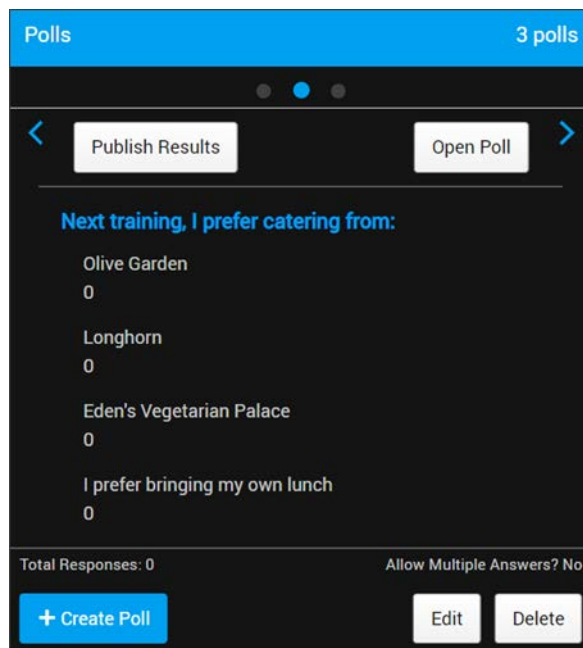 Polls 3 polls
Publish Results Open Poll
Next training, I prefer catering from:
Olive Garden
0
Longhorn
0
Eden's Vegetarian Palace
0
I prefer bringing my own lunch
0
Total Responses: 0 Allow Multiple Answers? No
+ Create Poll Edit Delete